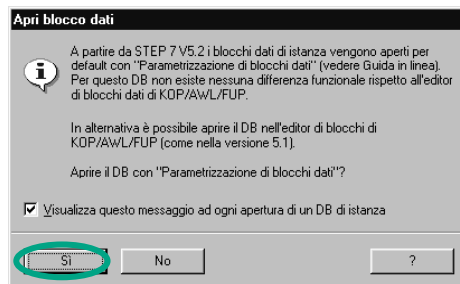 Apri blocco dati
A partire da STEP 7 V5.2 i blocchi dati di istanza vengono aperti per
default con "Parametrizzazione di blocchi dati" (vedere Guida in linea).
Per questo DB non esiste nessuna differenza funzionale rispetto all'editor
di blocchi dati di KOP/AWL/FUP.
In alternativa è possibile aprire il DB nell'editor di blocchi di
KOP/AWL/FUP (come nella versione 5.1).
Aprire il DB con "Parametrizzazione di blocchi dati"?
Visualizza questo messaggio ad ogni apertura di un DB di istanza
Sì No ?